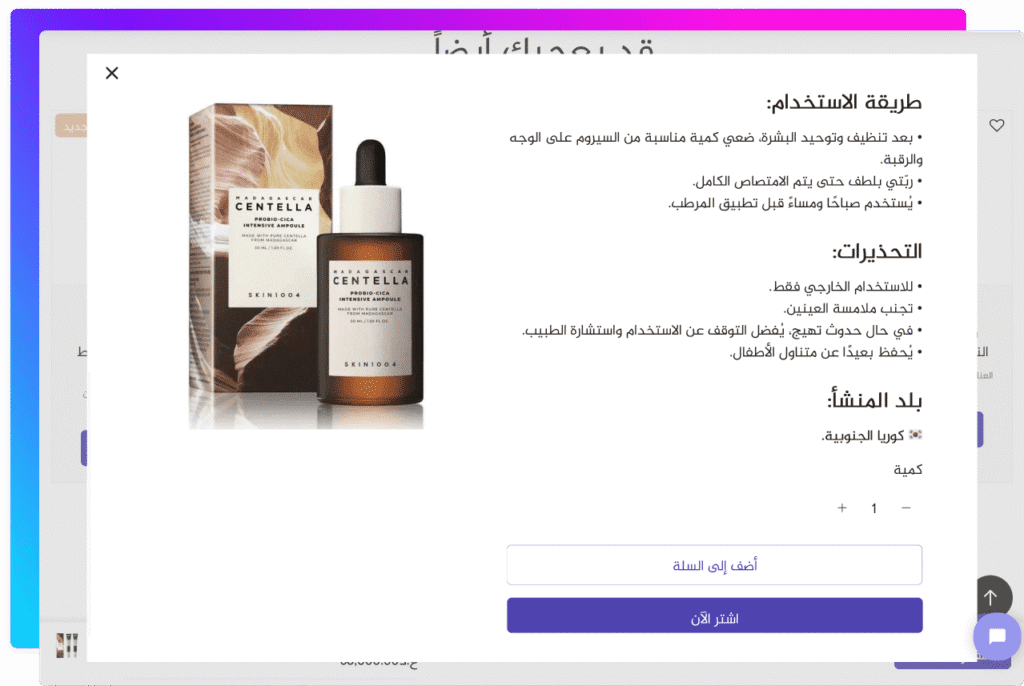 قد يعجبك أيضاً
جديد
طريقة الاستخدام:
• بعد تنظيف وتوحيد البشرة، ضعي كمية مناسبة من السيروم على الوجه
والرقبة.
• ربّتي بلطف حتى يتم الامتصاص الكامل.
• يُستخدم صباحًا ومساءً قبل تطبيق المرطب.
التحذيرات:
• للاستخدام الخارجي فقط.
• تجنب ملامسة العينين.
• في حال حدوث تهيج، يُفضل التوقف عن الاستخدام واستشارة الطبيب.
• يُحفظ بعيدًا عن متناول الأطفال.
بلد المنشأ:
🇰🇷 كوريا الجنوبية.
كمية
− 1 +
أضف إلى السلة
اشتر الآن
MADAGASCAR
CENTELLA
PROBIO-CICA
INTENSIVE AMPOULE
MADE WITH PURE CENTELLA
FROM MADAGASCAR
50 ML / 1.69 FL.OZ.
SKIN1004
MADAGASCAR
CENTELLA
PROBIO-CICA
INTENSIVE AMPOULE
MADE WITH PURE CENTELLA
FROM MADAGASCAR
50 ML / 1.69 FL.OZ.
SKIN1004